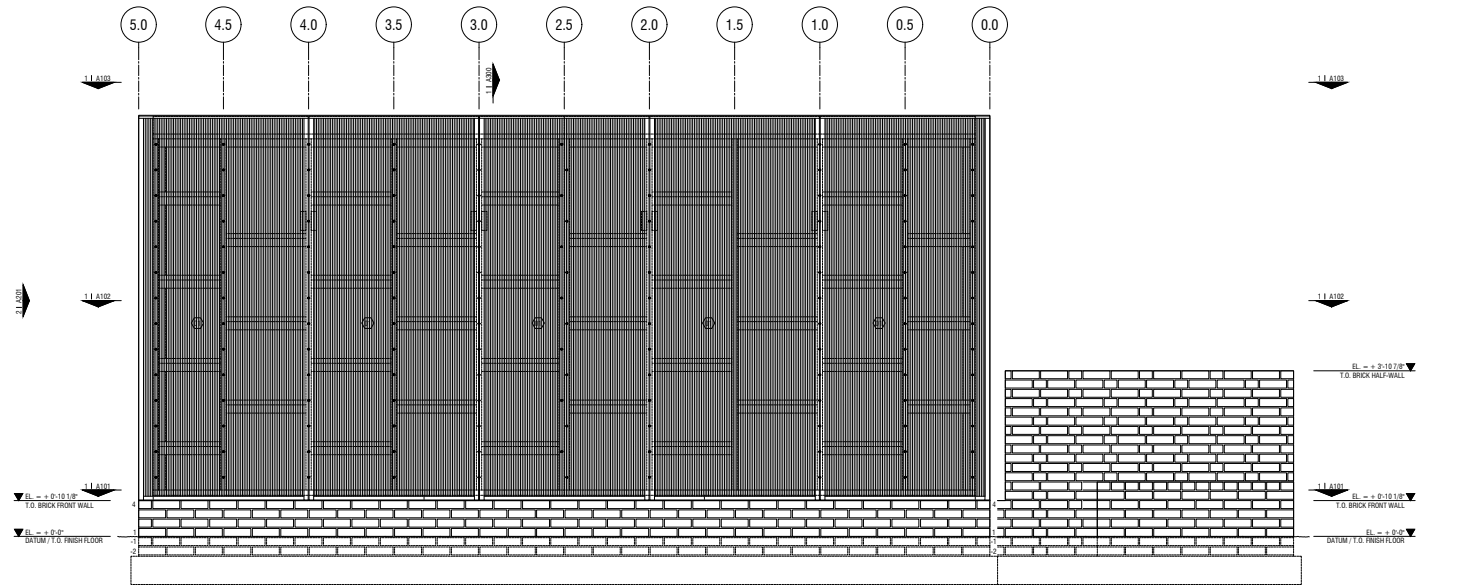 5.0
4.5
4.0
3.5
3.0
2.5
2.0
1.5
1.0
0.5
0.0
1 | A103
1 | A300
1 | A103
2 | A201
1 | A102
1 | A102
EL. = + 3'-10 7/8"
T.O. BRICK HALF-WALL
1 | A101
1 | A101
EL. = + 0'-10 1/8"
T.O. BRICK FRONT WALL
4
4
EL. = + 0'-10 1/8"
T.O. BRICK FRONT WALL
EL. = + 0'-0"
DATUM / T.O. FINISH FLOOR
1
-1
-2
1
-1
-2
EL. = + 0'-0"
DATUM / T.O. FINISH FLOOR